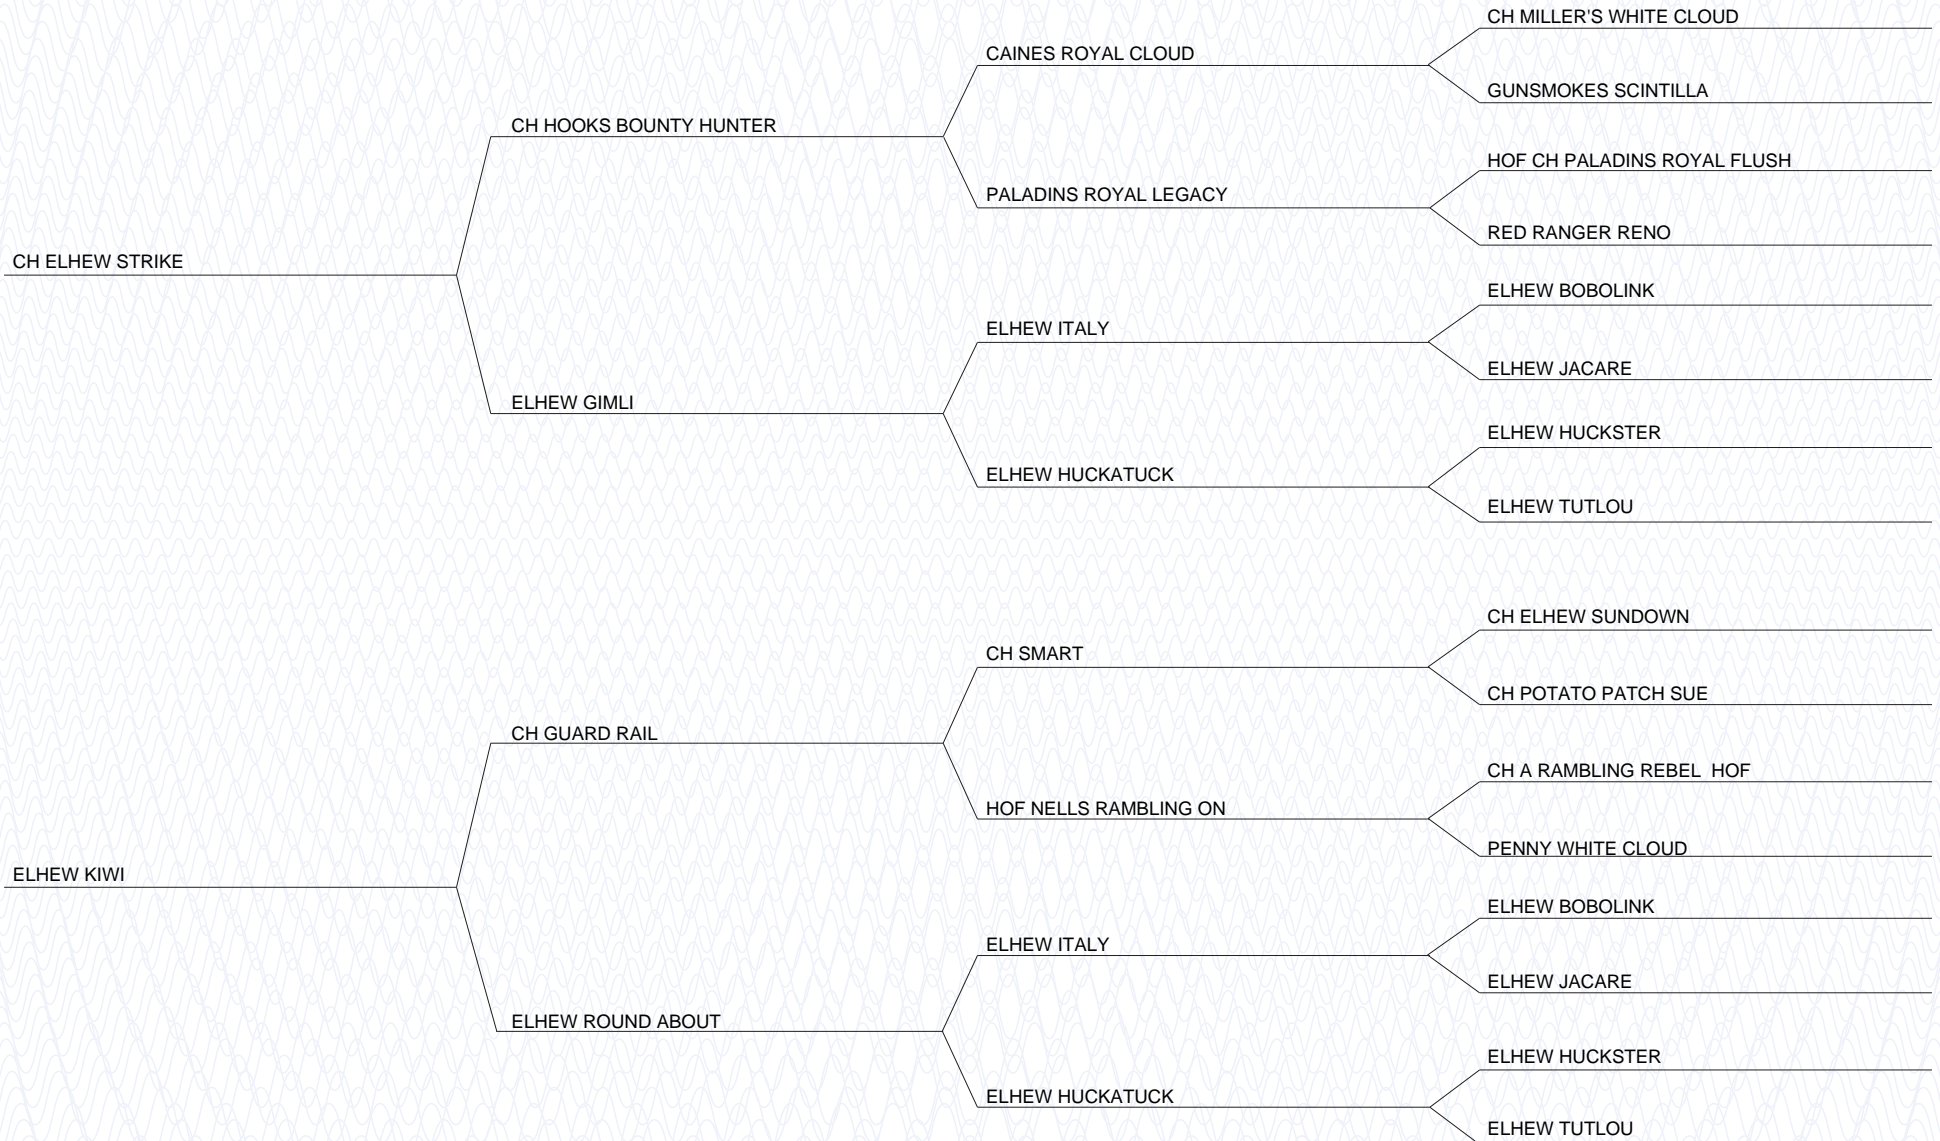 CH MILLER'S WHITE CLOUD
CAINES ROYAL CLOUD
GUNSMOKES SCINTILLA
CH HOOKS BOUNTY HUNTER
HOF CH PALADINS ROYAL FLUSH
PALADINS ROYAL LEGACY
RED RANGER RENO
CH ELHEW STRIKE
ELHEW BOBOLINK
ELHEW ITALY
ELHEW JACARE
ELHEW GIMLI
ELHEW HUCKSTER
ELHEW HUCKATUCK
ELHEW TUTLOU
CH ELHEW SUNDOWN
CH SMART
CH POTATO PATCH SUE
CH GUARD RAIL
CH A RAMBLING REBEL  HOF
HOF NELLS RAMBLING ON
PENNY WHITE CLOUD
ELHEW KIWI
ELHEW BOBOLINK
ELHEW ITALY
ELHEW JACARE
ELHEW ROUND ABOUT
ELHEW HUCKSTER
ELHEW HUCKATUCK
ELHEW TUTLOU